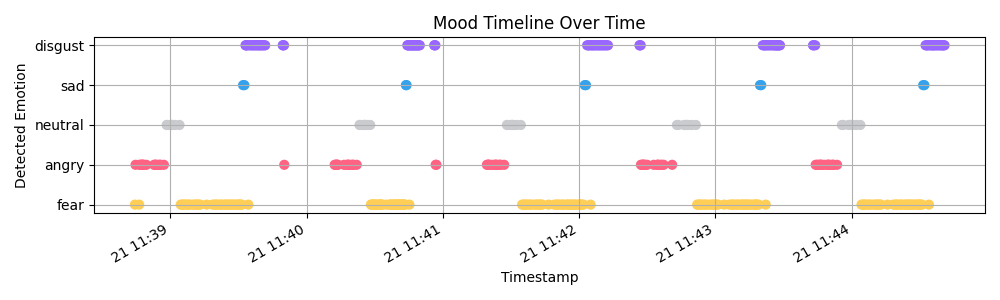 Mood Timeline Over Time
Detected Emotion
disgust
sad
neutral
angry
fear
21 11:39
21 11:40
21 11:41
21 11:42
21 11:43
21 11:44
Timestamp